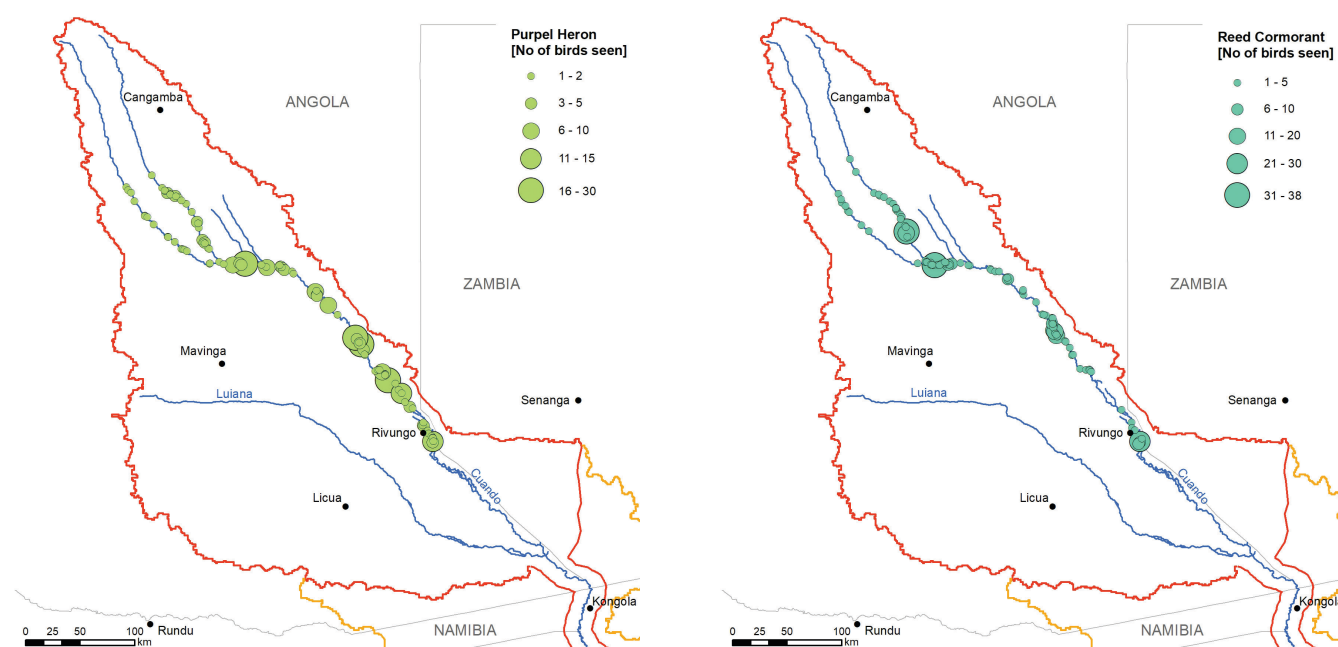 Purpel Heron
[No of birds seen]
1 - 2
3 - 5
6 - 10
11 - 15
16 - 30
Cangamba
ANGOLA
ZAMBIA
Mavinga
Luiana
Senanga
Rivungo
Cuando
Licua
Kongola
0 25 50 100
km
Rundu
NAMIBIA
Reed Cormorant
[No of birds seen]
1 - 5
6 - 10
11 - 20
21 - 30
31 - 38
Cangamba
ANGOLA
ZAMBIA
Mavinga
Luiana
Senanga
Rivungo
Cuando
Licua
Kongol
0 25 50 100
km
Rundu
NAMIBIA